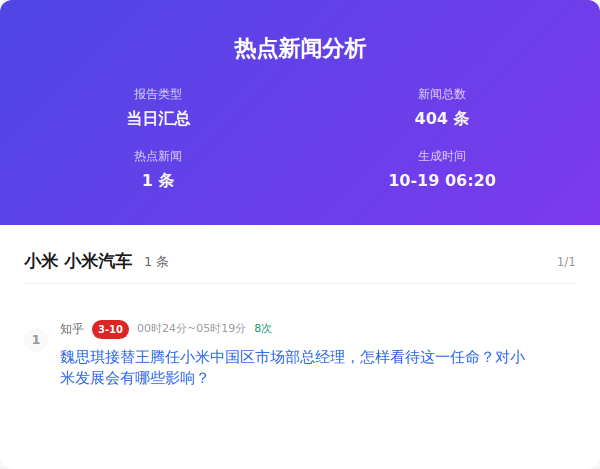 热点新闻分析
报告类型
新闻总数
当日汇总
404 条
热点新闻
生成时间
1 条
10-19 06:20
小米 小米汽车 1 条 1/1
1 知乎 3-10 00时24分~05时19分 8次
魏思琪接替王腾任小米中国区市场部总经理，怎样看待这一任命？对小
米发展会有哪些影响？